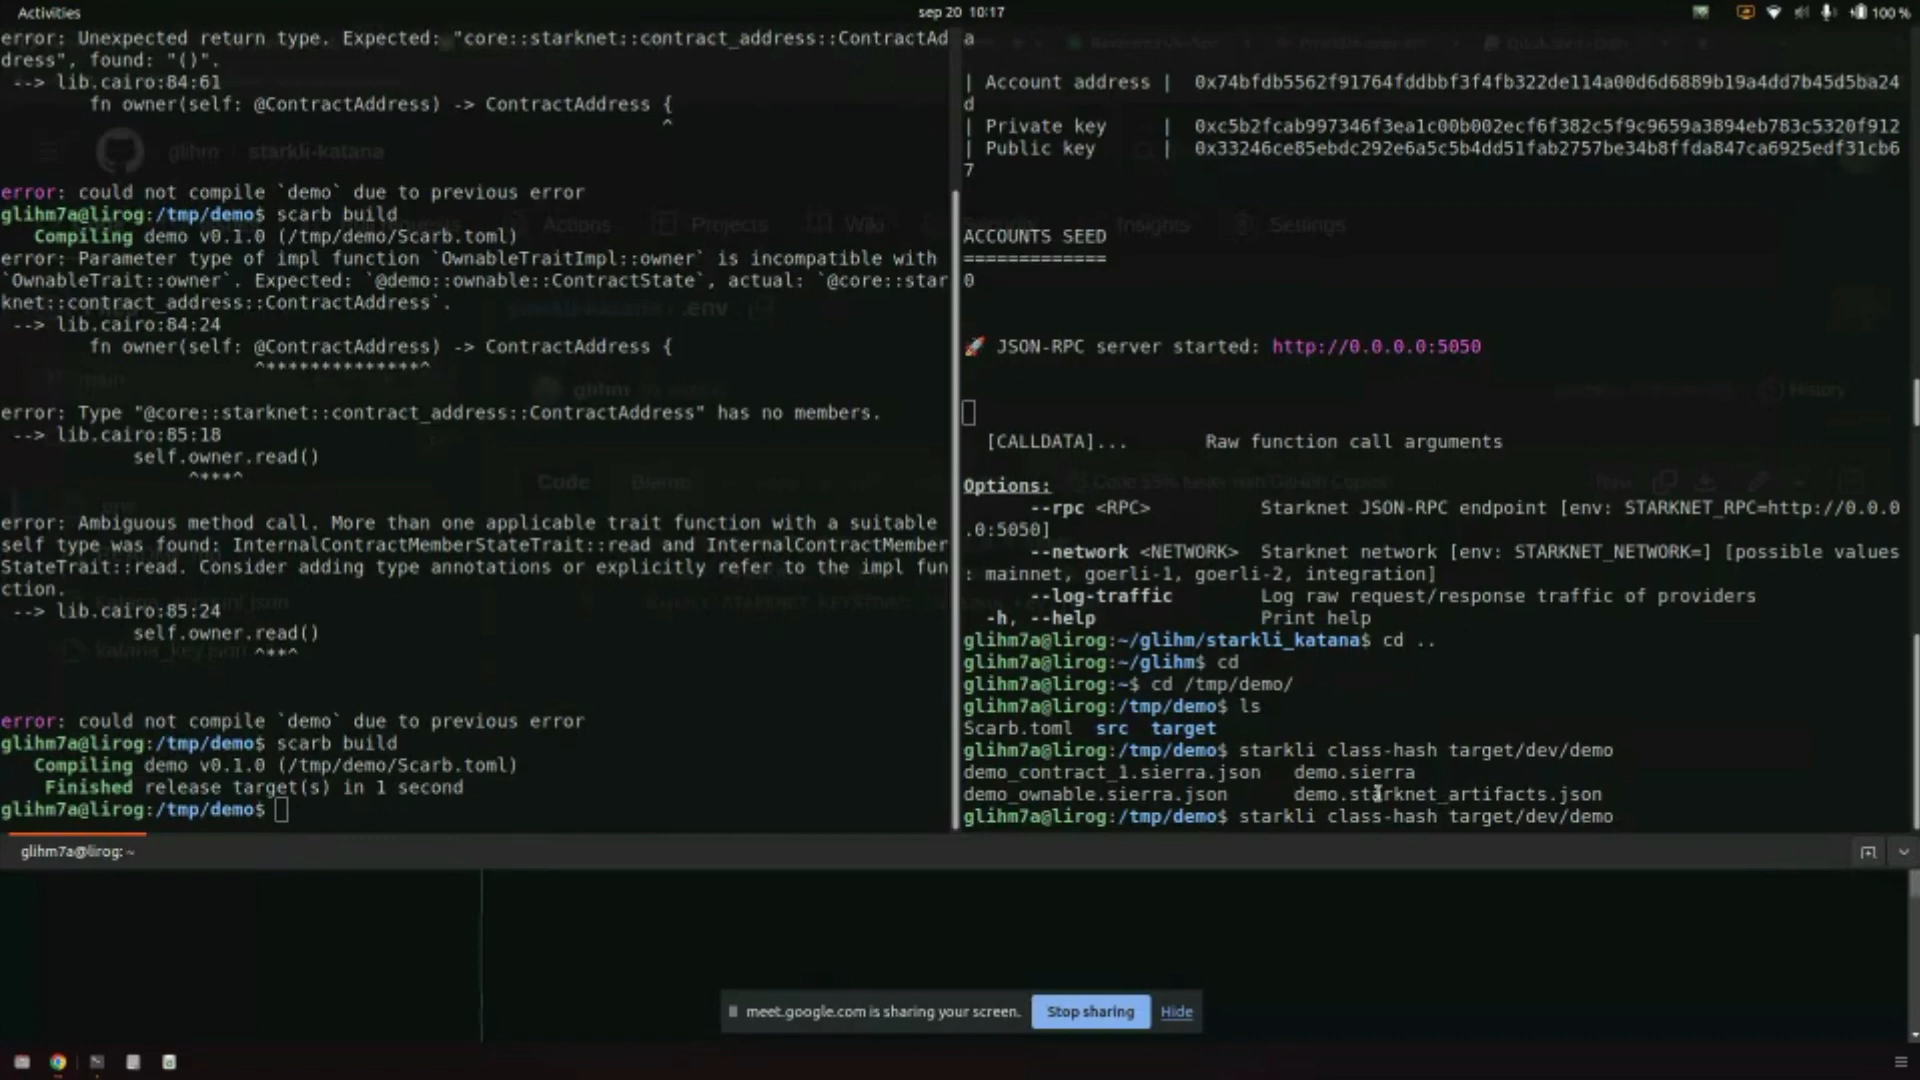 Activities
sep 20 10:17
100 %
error: Unexpected return type. Expected: "core::starknet::contract_address::ContractAd
dress", found: "()".
--> lib.cairo:84:61
fn owner(self: @ContractAddress) -> ContractAddress {
^
glihm starkli-katana
error: could not compile `demo` due to previous error
glihm7a@lirog:/tmp/demo$ scarb build
Compiling demo v0.1.0 (/tmp/demo/Scarb.toml)
error: Parameter type of impl function `OwnableTraitImpl::owner` is incompatible with
`OwnableTrait::owner`. Expected: `@demo::ownable::ContractState`, actual: `@core::star
knet::contract_address::ContractAddress`.
--> lib.cairo:84:24
fn owner(self: @ContractAddress) -> ContractAddress {
^**************^
error: Type "@core::starknet::contract_address::ContractAddress" has no members.
--> lib.cairo:85:18
self.owner.read()
^***^
error: Ambiguous method call. More than one applicable trait function with a suitable
self type was found: InternalContractMemberStateTrait::read and InternalContractMember
StateTrait::read. Consider adding type annotations or explicitly refer to the impl fun
ction.
--> lib.cairo:85:24
self.owner.read()
katana_key.json
^**^
error: could not compile `demo` due to previous error
glihm7a@lirog:/tmp/demo$ scarb build
Compiling demo v0.1.0 (/tmp/demo/Scarb.toml)
Finished release target(s) in 1 second
glihm7a@lirog:/tmp/demo$
a
| Account address | 0x74bfdb5562f91764fddbbf3f4fb322de114a00d6d6889b19a4dd7b45d5ba24
d
| Private key | 0xc5b2fcab997346f3ea1c00b002ecf6f382c5f9c9659a3894eb783c5320f912
| Public key | 0x33246ce85ebdc292e6a5c5b4dd51fab2757be34b8ffda847ca6925edf31cb6
7
Actions Projects Wiki Insights Settings
ACCOUNTS SEED
=============
0
.env
🚀 JSON-RPC server started: http://0.0.0.0:5050
glihm
History
[CALLDATA]... Raw function call arguments
Code Blame
Options:
--rpc <RPC> Starknet JSON-RPC endpoint [env: STARKNET_RPC=http://0.0.0
.0:5050]
--network <NETWORK> Starknet network [env: STARKNET_NETWORK=] [possible values
: mainnet, goerli-1, goerli-2, integration]
--log-traffic Log raw request/response traffic of providers
-h, --help Print help
glihm7a@lirog:~/glihm/starkli_katana$ cd ..
glihm7a@lirog:~/glihm$ cd
glihm7a@lirog:~$ cd /tmp/demo/
glihm7a@lirog:/tmp/demo$ ls
Scarb.toml src target
glihm7a@lirog:/tmp/demo$ starkli class-hash target/dev/demo
demo_contract_1.sierra.json demo.sierra
demo_ownable.sierra.json demo.starknet_artifacts.json
glihm7a@lirog:/tmp/demo$ starkli class-hash target/dev/demo
glihm7a@lirog: ~
meet.google.com is sharing your screen.
Stop sharing
Hide